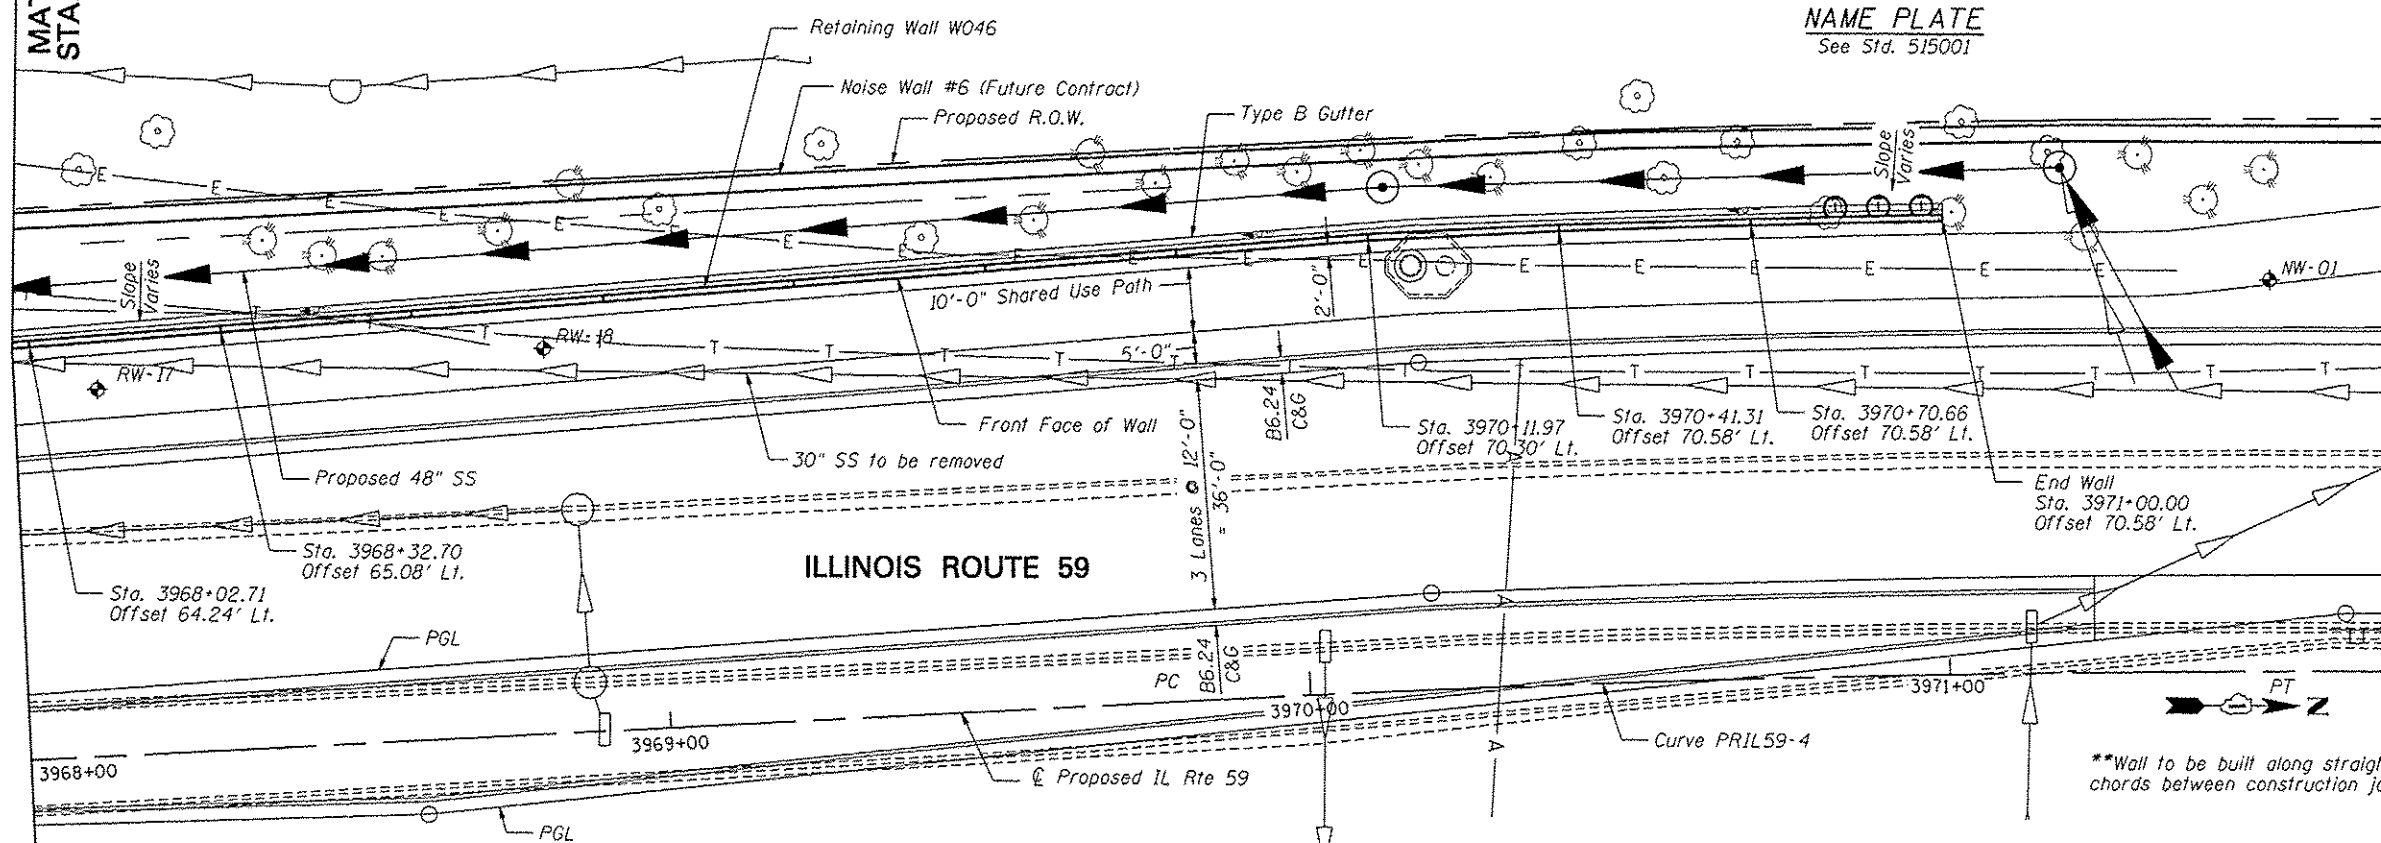 MA
STA
Retaining Wall W046
NAME PLATE
See Std. 515001
Noise Wall #6 (Future Contract)
Proposed R.O.W.
Type B Gutter
Slope
Varies
Slope
Varies
NW-01
10'-0" Shared Use Path
2'-0"
RW-18
RW-17
5'-0"
B6.24
C&G
Front Face of Wall
30" SS to be removed
Proposed 48" SS
3 Lanes @ 12'-0"
= 36'-0"
Sta. 3970+11.97
Offset 70.30' Lt.
Sta. 3970+41.31
Offset 70.58' Lt.
Sta. 3970+70.66
Offset 70.58' Lt.
End Wall
Sta. 3971+00.00
Offset 70.58' Lt.
Sta. 3968+32.70
Offset 65.08' Lt.
Sta. 3968+02.71
Offset 64.24' Lt.
ILLINOIS ROUTE 59
PGL
B6.24
C&G
PC
3968+00
3969+00
3970+00
3971+00
PT
N
Curve PRIL59-4
℄ Proposed IL Rte 59
PGL
**Wall to be built along straigh
chords between construction jo
E E E E E E E E E E E E E E E
T T T T T T T T T T T T T T T
A A A